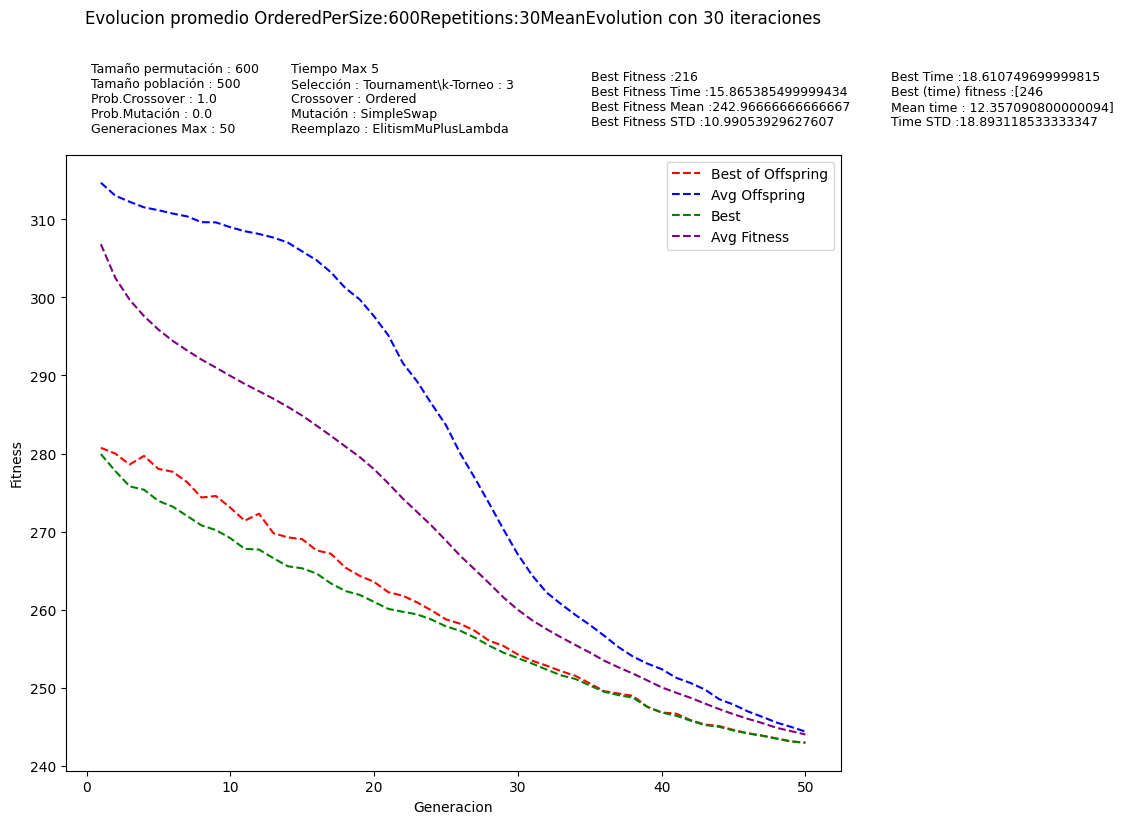 Evolucion promedio OrderedPerSize:600Repetitions:30MeanEvolution con 30 iteraciones
Tamaño permutación : 600
Tamaño población : 500
Prob.Crossover : 1.0
Prob.Mutación : 0.0
Generaciones Max : 50
Tiempo Max 5
Selección : Tournament\k-Torneo : 3
Crossover : Ordered
Mutación : SimpleSwap
Reemplazo : ElitismMuPlusLambda
Best Fitness :216
Best Fitness Time :15.865385499999434
Best Fitness Mean :242.96666666666667
Best Fitness STD :10.99053929627607
Best Time :18.610749699999815
Best (time) fitness :[246
Mean time : 12.357090800000094]
Time STD :18.893118533333347
Best of Offspring
Avg Offspring
Best
Avg Fitness
Fitness
310
300
290
280
270
260
250
240
0
10
20
30
40
50
Generacion